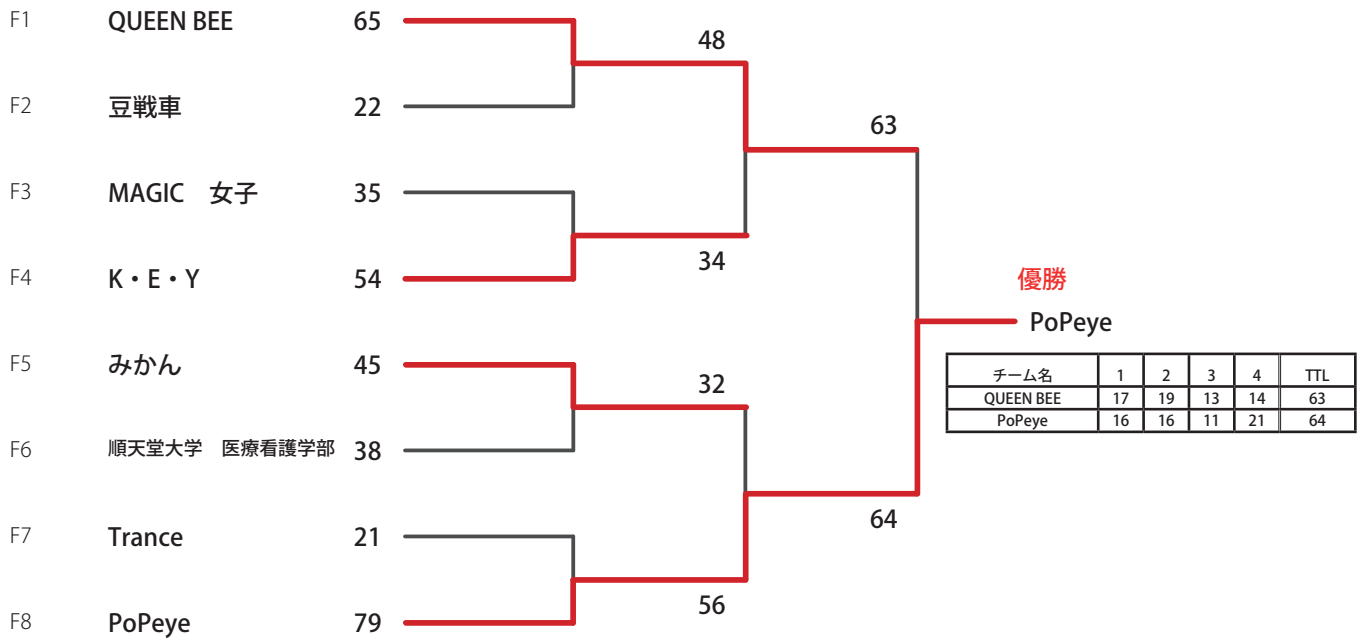 F1 QUEEN BEE 65
48
F2 豆戦車 22
63
F3 MAGIC　女子 35
34
F4 K・E・Y 54
優勝
PoPeye
F5 みかん 45
32
F6 順天堂大学　医療看護学部 38
64
F7 Trance 21
56
F8 PoPeye 79
チーム名 1 2 3 4 TTL
QUEEN BEE 17 19 13 14 63
PoPeye 16 16 11 21 64